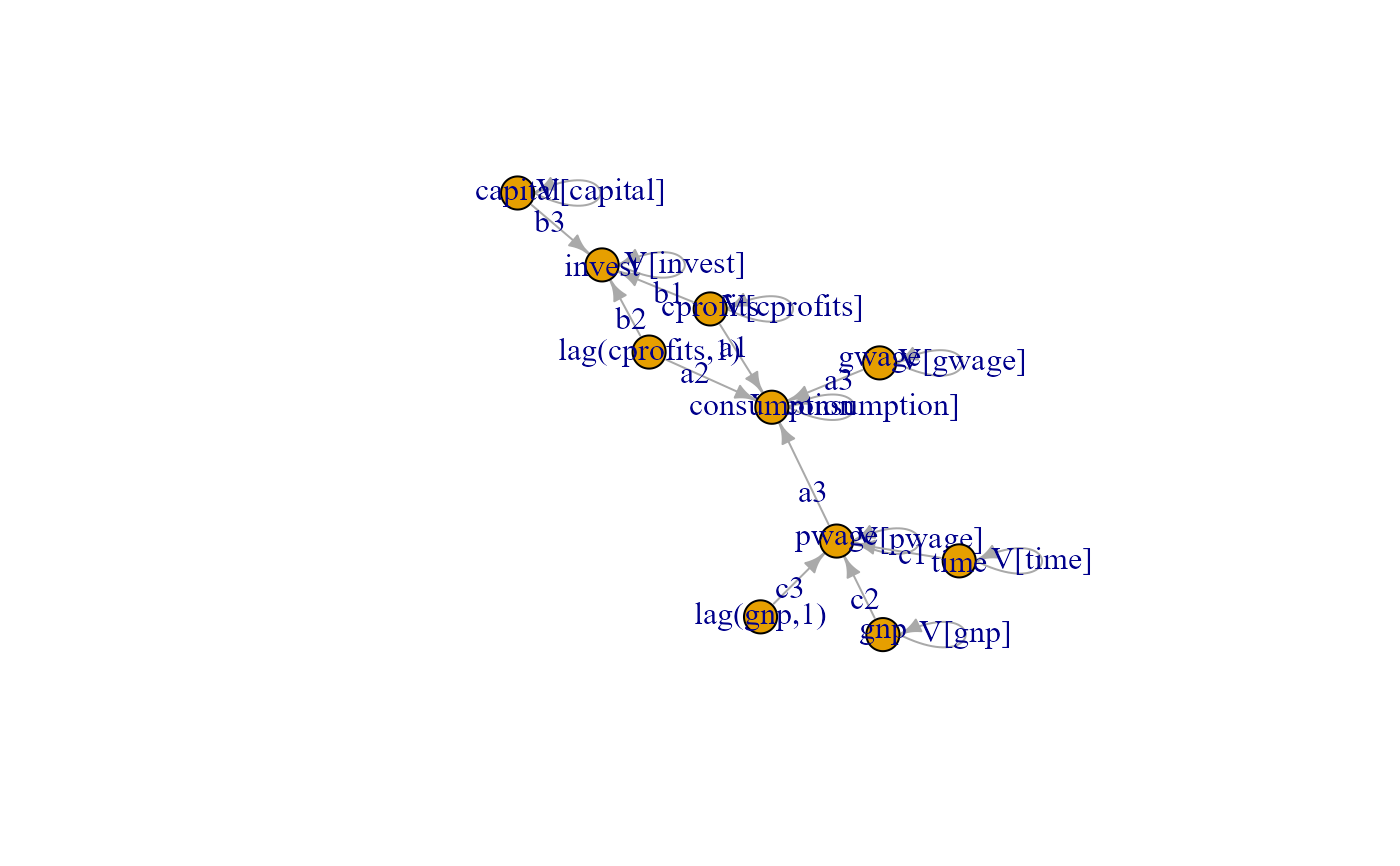 capital
V[capital]
b3
invest
V[invest]
b1
cprofits
V[cprofits]
b2
lag(cprofits,1)
a1
gwage
V[gwage]
a2
a3
consumption
V[consumption]
a3
pwage
V[pwage]
c1
time
V[time]
c3
c2
lag(gnp,1)
gnp
V[gnp]